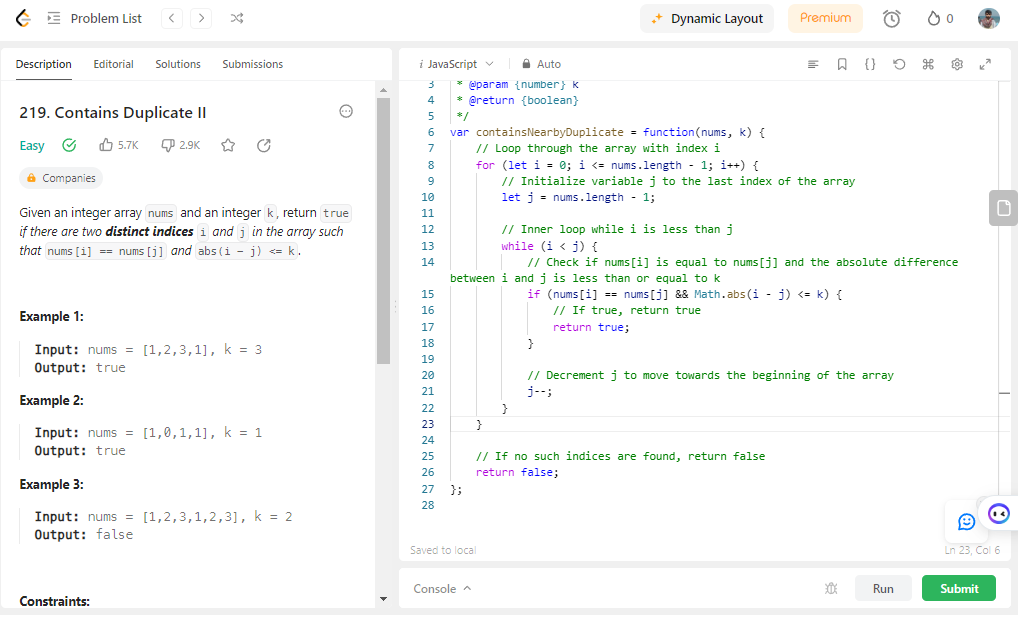 Problem List
Dynamic Layout
Premium
0
Description
Editorial
Solutions
Submissions
219. Contains Duplicate II
Easy
5.7K
2.9K
Companies
Given an integer array nums and an integer k, return true
if there are two distinct indices i and j in the array such
that nums[i] == nums[j] and abs(i - j) <= k.
Example 1:
Input: nums = [1,2,3,1], k = 3
Output: true
Example 2:
Input: nums = [1,0,1,1], k = 1
Output: true
Example 3:
Input: nums = [1,2,3,1,2,3], k = 2
Output: false
Constraints:
i JavaScript
Auto
3 * @param {number} k
4 * @return {boolean}
5 */
6 var containsNearbyDuplicate = function(nums, k) {
7 // Loop through the array with index i
8 for (let i = 0; i <= nums.length - 1; i++) {
9 // Initialize variable j to the last index of the array
10 let j = nums.length - 1;
11
12 // Inner loop while i is less than j
13 while (i < j) {
14 // Check if nums[i] is equal to nums[j] and the absolute difference
between i and j is less than or equal to k
15 if (nums[i] == nums[j] && Math.abs(i - j) <= k) {
16 // If true, return true
17 return true;
18 }
19
20 // Decrement j to move towards the beginning of the array
21 j--;
22 }
23 }
24
25 // If no such indices are found, return false
26 return false;
27 };
28
Saved to local
Ln 23, Col 6
Console
Run
Submit